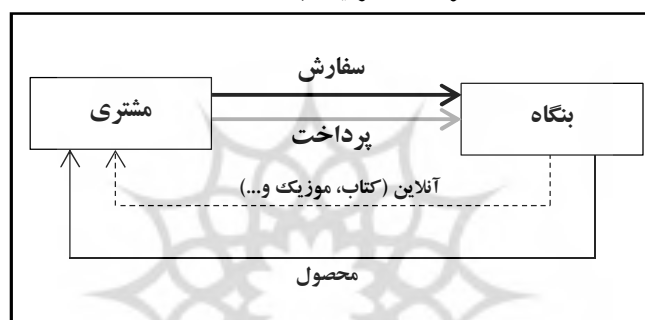 سفارش
مشتری
بنگاه
پرداخت
آنلاین (کتاب، موزیک و...)
محصول